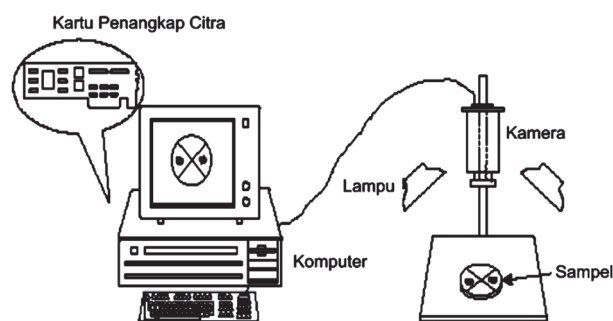 Kartu Penangkap Citra
Kamera
Lampu
Komputer
Sampel